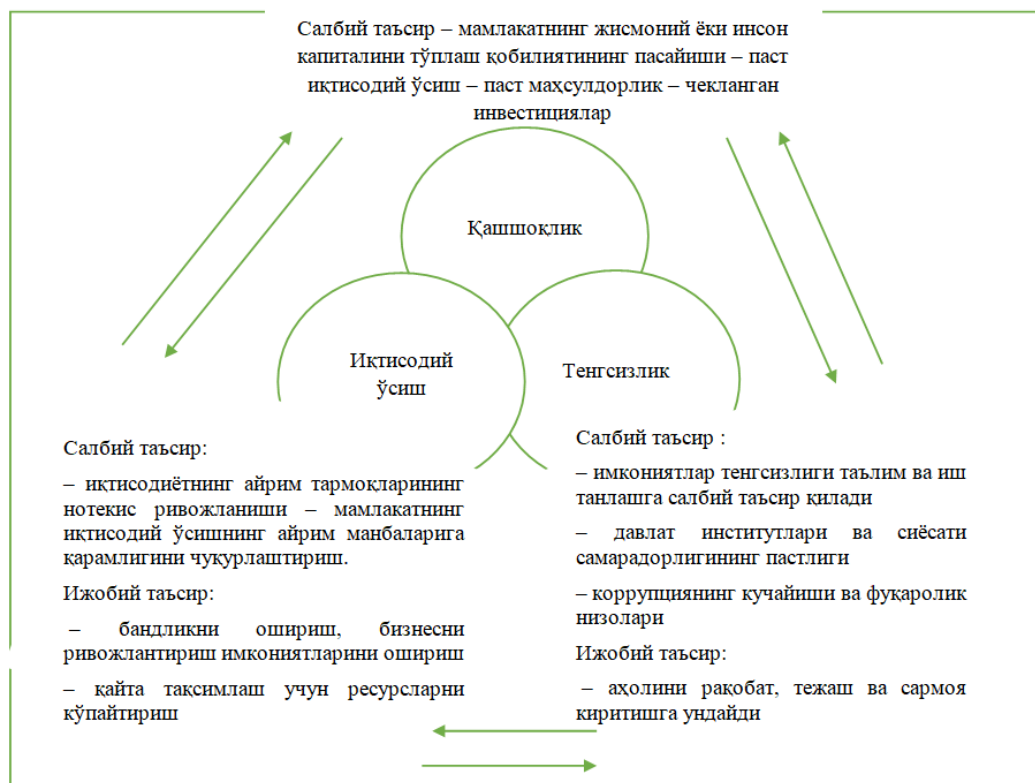 Салбий таъсир – мамлакатнинг жисмоний ёки инсон
капиталини тўплаш қобилиятининг пасайиши – паст
иқтисодий ўсиш – паст маҳсулдорлик – чекланган
инвестициялар
Қашшоқлик
Иқтисодий
ўсиш
Тенгсизлик
Салбий таъсир:
– иқтисодиётнинг айрим тармоқларининг
нотекис ривожланиши – мамлакатнинг
иқтисодий ўсишнинг айрим манбаларига
қарамлигини чуқурлаштириш.
Ижобий таъсир:
– бандликни ошириш, бизнесни
ривожлантириш имкониятларини ошириш
– қайта тақсимлаш учун ресурсларни
кўпайтириш
Салбий таъсир :
– имкониятлар тенгсизлиги таълим ва иш
танлашга салбий таъсир қилади
– давлат институтлари ва сиёсати
самарадорлигининг пастлиги
– коррупциянинг кучайиши ва фуқаролик
низолари
Ижобий таъсир:
– аҳолини рақобат, тежаш ва сармоя
киритишга ундайди